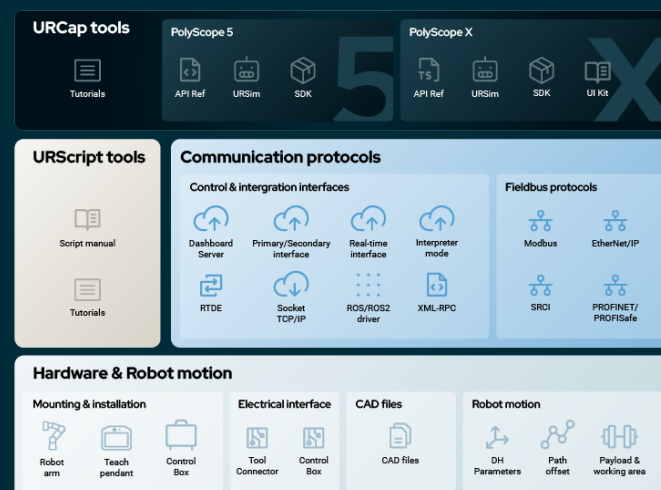 URCap tools
Tutorials
PolyScope 5
API Ref
URSim
SDK
5
PolyScope X
TS
API Ref
URSim
SDK
UI Kit
X
URScript tools
Script manual
Tutorials
Communication protocols
Control & intergration interfaces
Dashboard
Server
Primary/Secondary
interface
Real-time
interface
Interpreter
mode
RTDE
Socket
TCP/IP
ROS/ROS2
driver
XML-RPC
Fieldbus protocols
Modbus
EtherNet/IP
SRCI
PROFINET/
PROFISafe
Hardware & Robot motion
Mounting & installation
Robot
arm
Teach
pendant
Control
Box
Electrical interface
Tool
Connector
Control
Box
CAD files
CAD files
Robot motion
DH
Parameters
Path
offset
Payload &
working area